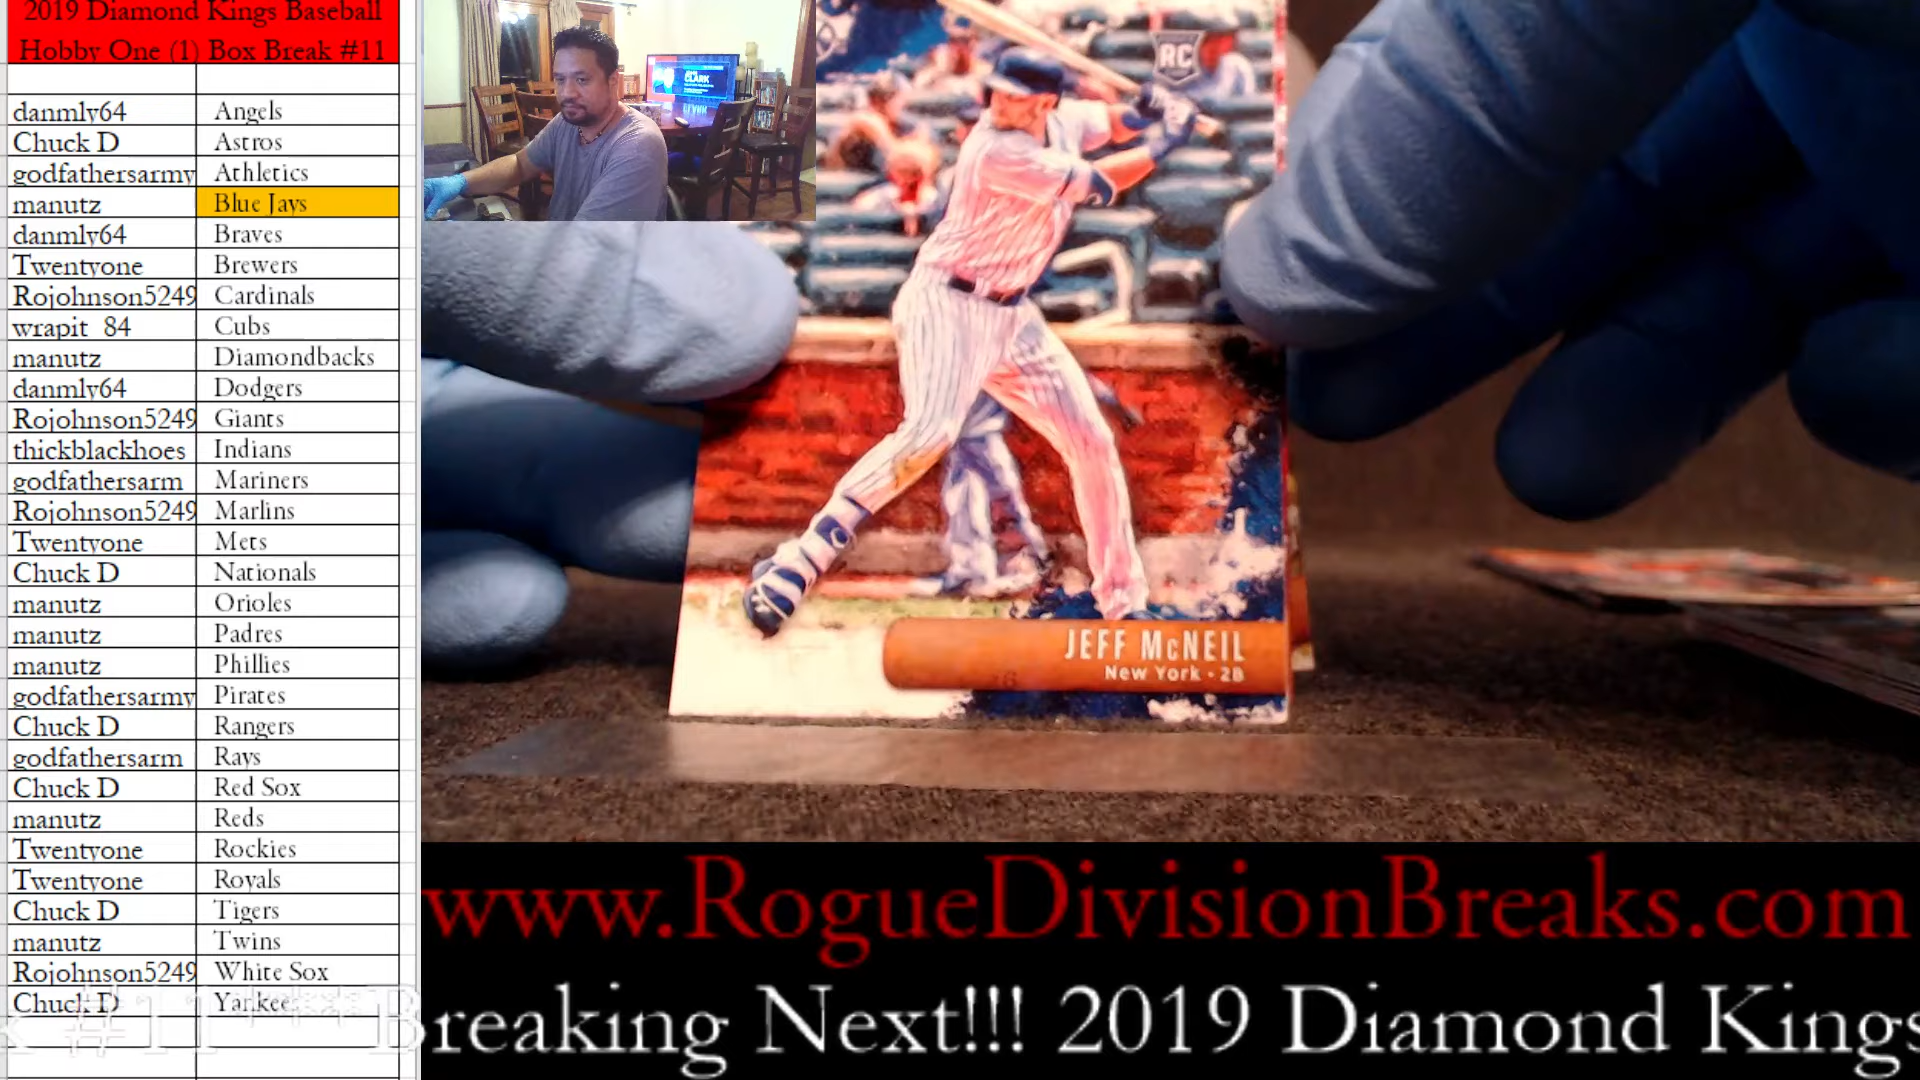 2019 Diamond Kings Baseball
Hobby One (1) Box Break #11
danmly64 Angels
Chuck D Astros
godfathersarmy Athletics
manutz Blue Jays
danmly64 Braves
Twentyone Brewers
Rojohnson5249 Cardinals
wrapit_84 Cubs
manutz Diamondbacks
danmly64 Dodgers
Rojohnson5249 Giants
thickblackhoes Indians
godfathersarm Mariners
Rojohnson5249 Marlins
Twentyone Mets
Chuck D Nationals
manutz Orioles
manutz Padres
manutz Phillies
godfathersarmy Pirates
Chuck D Rangers
godfathersarm Rays
Chuck D Red Sox
manutz Reds
Twentyone Rockies
Twentyone Royals
Chuck D Tigers
manutz Twins
Rojohnson5249 White Sox
Chuck D Yankees
CLARK
RC
JEFF McNEIL
New York • 2B
www.RogueDivisionBreaks.com
#11**** Breaking Next!!! 2019 Diamond Kings